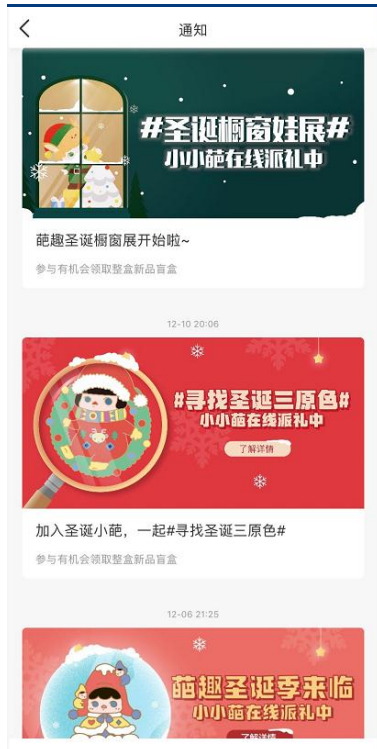 通知
#圣诞橱窗娃展#
小小葩在线派礼中
葩趣圣诞橱窗展开始啦~
参与有机会领取整盒新品盲盒
12-10 20:06
#寻找圣诞三原色#
小小葩在线派礼中
了解详情
加入圣诞小葩，一起#寻找圣诞三原色#
参与有机会领取整盒新品盲盒
12-06 21:25
葩趣圣诞季来临
小小葩在线派礼中
了解详情